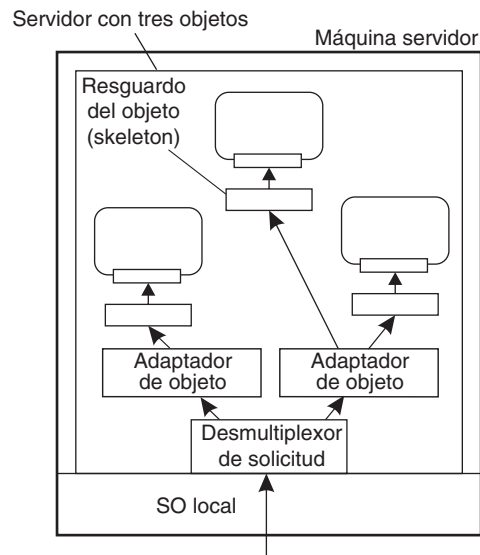 Servidor con tres objetos
Máquina servidor
Resguardo
del objeto
(skeleton)
Adaptador
de objeto
Adaptador
de objeto
Desmultiplexor
de solicitud
SO local